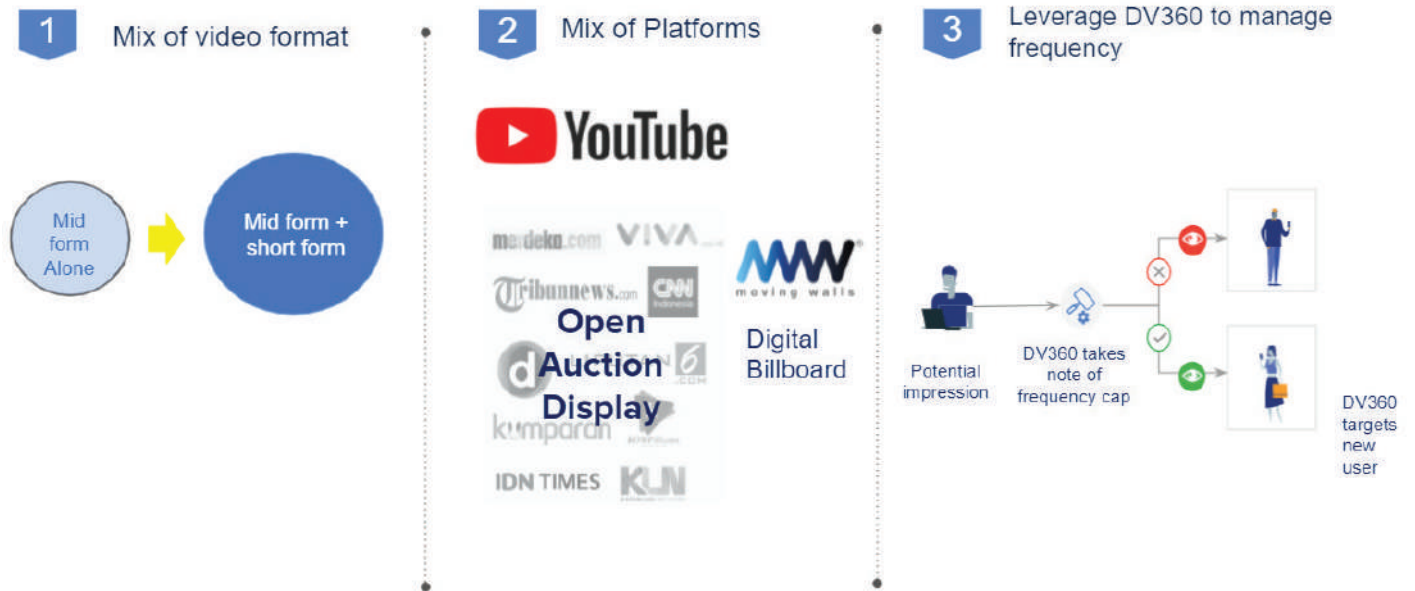 1
Mix of video format
Mid
form
Alone
Mid form +
short form
2
Mix of Platforms
YouTube
merdeka.com
VIVA
Tribunnews.com
CNN
Indonesia
Open
Auction
Display
d
6
.COM
kumparan
IDN TIMES
KLN
moving walls
Digital
Billboard
3
Leverage DV360 to manage
frequency
Potential
impression
DV360 takes
note of
frequency cap
DV360
targets
new
user